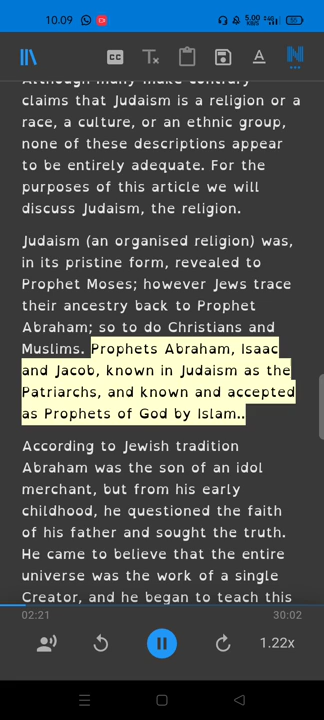 10.09
5.00
CC
Although many make contrary
claims that Judaism is a religion or a
race, a culture, or an ethnic group,
none of these descriptions appear
to be entirely adequate. For the
purposes of this article we will
discuss Judaism, the religion.
Judaism (an organised religion) was,
in its pristine form, revealed to
Prophet Moses; however Jews trace
their ancestry back to Prophet
Abraham; so to do Christians and
Muslims. Prophets Abraham, Isaac
and Jacob, known in Judaism as the
Patriarchs, and known and accepted
as Prophets of God by Islam..
According to Jewish tradition
Abraham was the son of an idol
merchant, but from his early
childhood, he questioned the faith
of his father and sought the truth.
He came to believe that the entire
universe was the work of a single
Creator, and he began to teach this
02:21
30:02
1.22x